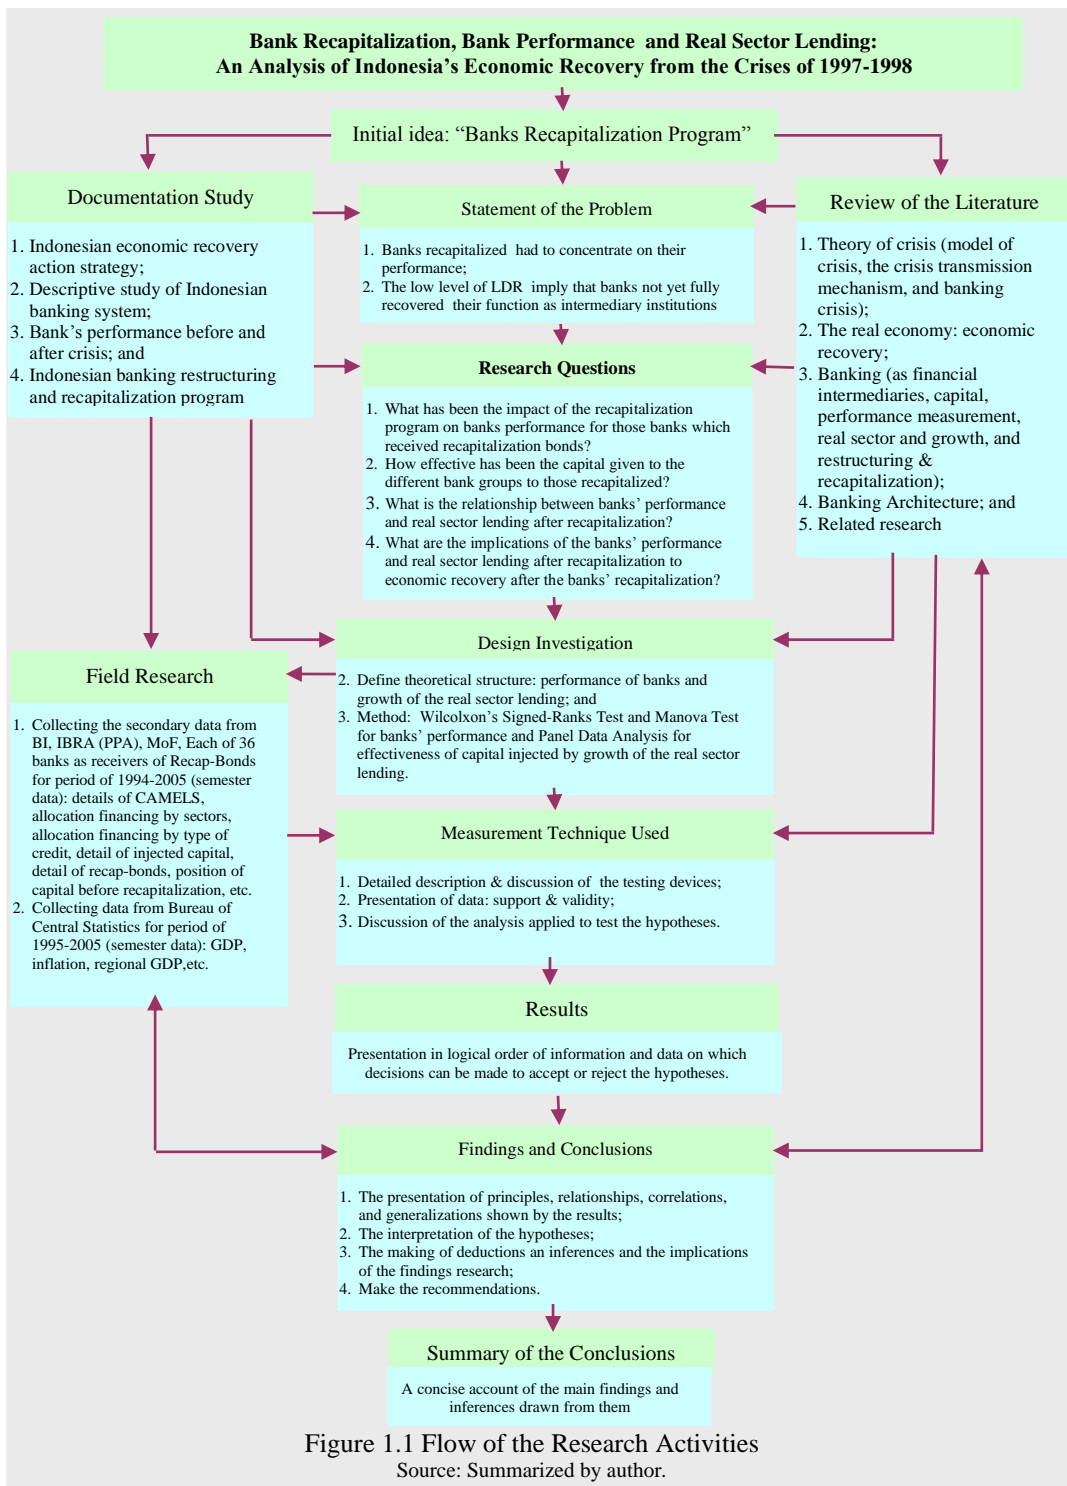 Bank Recapitalization, Bank Performance and Real Sector Lending:
An Analysis of Indonesia's Economic Recovery from the Crises of 1997-1998
Initial idea: “Banks Recapitalization Program”
Documentation Study
1. Indonesian economic recovery
action strategy;
2. Descriptive study of Indonesian
banking system;
3. Bank's performance before and
after crisis; and
4. Indonesian banking restructuring
and recapitalization program
Statement of the Problem
1. Banks recapitalized had to concentrate on their
performance;
2. The low level of LDR imply that banks not yet fully
recovered their function as intermediary institutions
Review of the Literature
1. Theory of crisis (model of
crisis, the crisis transmission
mechanism, and banking
crisis);
2. The real economy: economic
recovery;
3. Banking (as financial
intermediaries, capital,
performance measurement,
real sector and growth, and
restructuring &
recapitalization);
4. Banking Architecture; and
5. Related research
Research Questions
1. What has been the impact of the recapitalization
program on banks performance for those banks which
received recapitalization bonds?
2. How effective has been the capital given to the
different bank groups to those recapitalized?
3. What is the relationship between banks' performance
and real sector lending after recapitalization?
4. What are the implications of the banks' performance
and real sector lending after recapitalization to
economic recovery after the banks' recapitalization?
Design Investigation
2. Define theoretical structure: performance of banks and
growth of the real sector lending; and
3. Method: Wilcolxon's Signed-Ranks Test and Manova Test
for banks' performance and Panel Data Analysis for
effectiveness of capital injected by growth of the real sector
lending.
Field Research
1. Collecting the secondary data from
BI, IBRA (PPA), MoF, Each of 36
banks as receivers of Recap-Bonds
for period of 1994-2005 (semester
data): details of CAMELS,
allocation financing by sectors,
allocation financing by type of
credit, detail of injected capital,
detail of recap-bonds, position of
capital before recapitalization, etc.
2. Collecting data from Bureau of
Central Statistics for period of
1995-2005 (semester data): GDP,
inflation, regional GDP,etc.
Measurement Technique Used
1. Detailed description & discussion of the testing devices;
2. Presentation of data: support & validity;
3. Discussion of the analysis applied to test the hypotheses.
Results
Presentation in logical order of information and data on which
decisions can be made to accept or reject the hypotheses.
Findings and Conclusions
1. The presentation of principles, relationships, correlations,
and generalizations shown by the results;
2. The interpretation of the hypotheses;
3. The making of deductions an inferences and the implications
of the findings research;
4. Make the recommendations.
Summary of the Conclusions
A concise account of the main findings and
inferences drawn from them
Figure 1.1 Flow of the Research Activities
Source: Summarized by author.